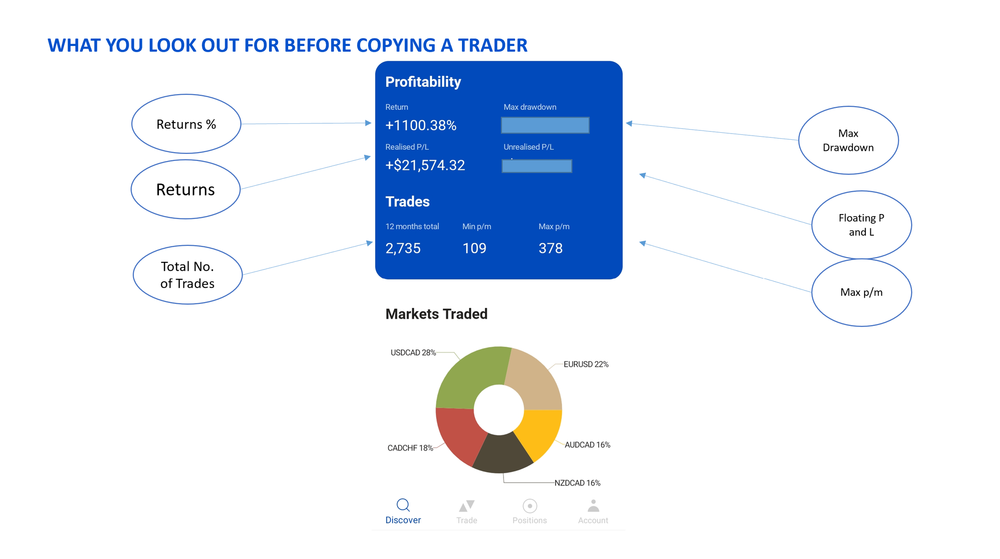 WHAT YOU LOOK OUT FOR BEFORE COPYING A TRADER
Returns %
Returns
Total No.
of Trades
Profitability
Return
Max drawdown
+1100.38%
Realised P/L
Unrealised P/L
+$21,574.32
Trades
12 months total
Min p/m
Max p/m
2,735
109
378
Max
Drawdown
Floating P
and L
Max p/m
Markets Traded
USDCAD 28%
EURUSD 22%
CADCHF 18%
AUDCAD 16%
NZDCAD 16%
Discover
Trade
Positions
Account